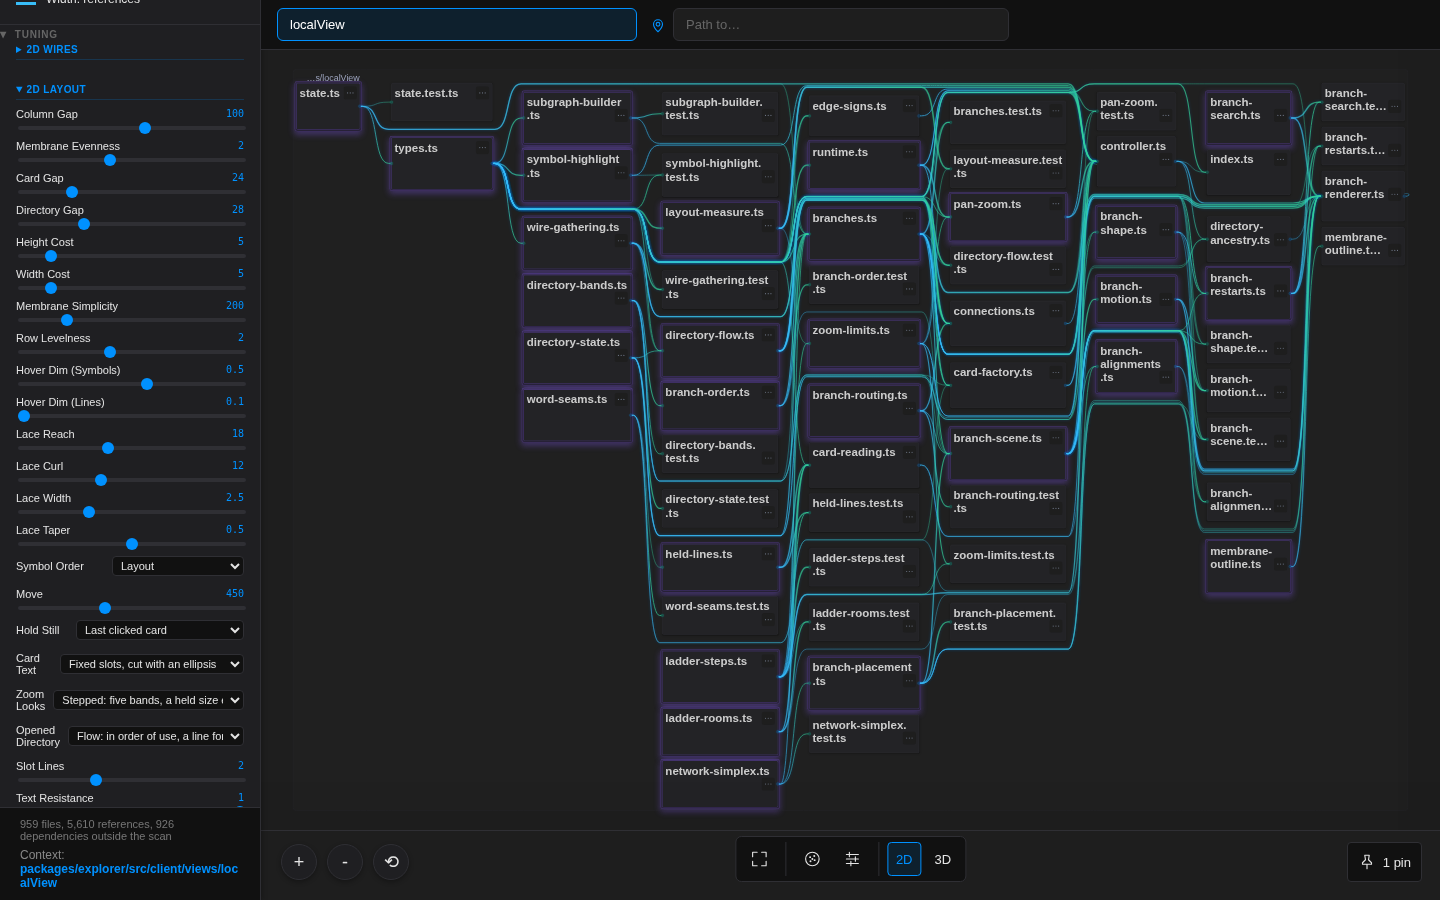 Width: references
TUNING
2D WIRES
2D LAYOUT
Column Gap 100
Membrane Evenness 2
Card Gap 24
Directory Gap 28
Height Cost 5
Width Cost 5
Membrane Simplicity 200
Row Levelness 2
Hover Dim (Symbols) 0.5
Hover Dim (Lines) 0.1
Lace Reach 18
Lace Curl 12
Lace Width 2.5
Lace Taper 0.5
Symbol Order Layout
Move 450
Hold Still Last clicked card
Card
Text Fixed slots, cut with an ellipsis
Zoom
Looks Stepped: five bands, a held size
Opened
Directory Flow: in order of use, a line for
Slot Lines 2
Text Resistance 1
959 files, 5,610 references, 926
dependencies outside the scan
Context:
packages/explorer/src/client/views/loc
alView
localView
Path to…
…s/localView
state.ts
state.test.ts
types.ts
subgraph-builder
.ts
symbol-highlight
.ts
wire-gathering.ts
directory-bands.ts
directory-state.ts
word-seams.ts
subgraph-builder.
test.ts
symbol-highlight.
test.ts
layout-measure.ts
wire-gathering.test
.ts
directory-flow.ts
branch-order.ts
directory-bands.
test.ts
directory-state.test
.ts
held-lines.ts
word-seams.test.ts
ladder-steps.ts
ladder-rooms.ts
network-simplex.ts
edge-signs.ts
runtime.ts
branches.ts
branch-order.test
.ts
zoom-limits.ts
branch-routing.ts
card-reading.ts
held-lines.test.ts
ladder-steps.test
.ts
ladder-rooms.test
.ts
branch-placement
.ts
network-simplex.
test.ts
branches.test.ts
layout-measure.test
.ts
pan-zoom.ts
directory-flow.test
.ts
connections.ts
card-factory.ts
branch-scene.ts
branch-routing.test
.ts
zoom-limits.test.ts
branch-placement.
test.ts
pan-zoom.
test.ts
controller.ts
branch-
shape.ts
branch-
motion.ts
branch-
alignments
.ts
branch-
search.ts
index.ts
directory-
ancestry.ts
branch-
restarts.ts
branch-
shape.te…
branch-
motion.t…
branch-
scene.te…
branch-
alignmen…
membrane-
outline.ts
branch-
search.te…
branch-
restarts.t…
branch-
renderer.ts
membrane-
outline.t…
+
-
2D
3D
1 pin